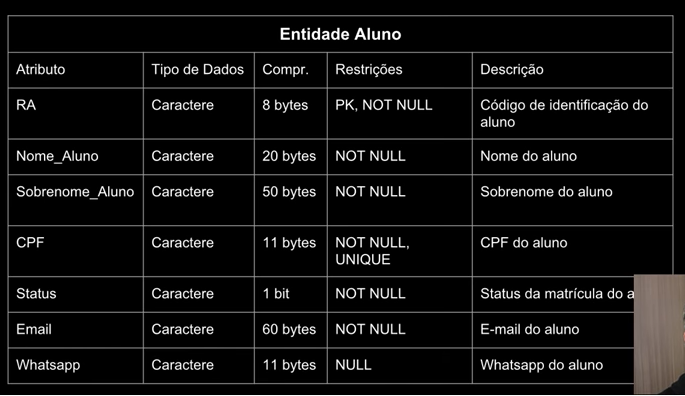 Entidade Aluno
Atributo Tipo de Dados Compr. Restrições Descrição
RA Caractere 8 bytes PK, NOT NULL Código de identificação do
aluno
Nome_Aluno Caractere 20 bytes NOT NULL Nome do aluno
Sobrenome_Aluno Caractere 50 bytes NOT NULL Sobrenome do aluno
CPF Caractere 11 bytes NOT NULL, CPF do aluno
UNIQUE
Status Caractere 1 bit NOT NULL Status da matrícula do
Email Caractere 60 bytes NOT NULL E-mail do aluno
Whatsapp Caractere 11 bytes NULL Whatsapp do aluno